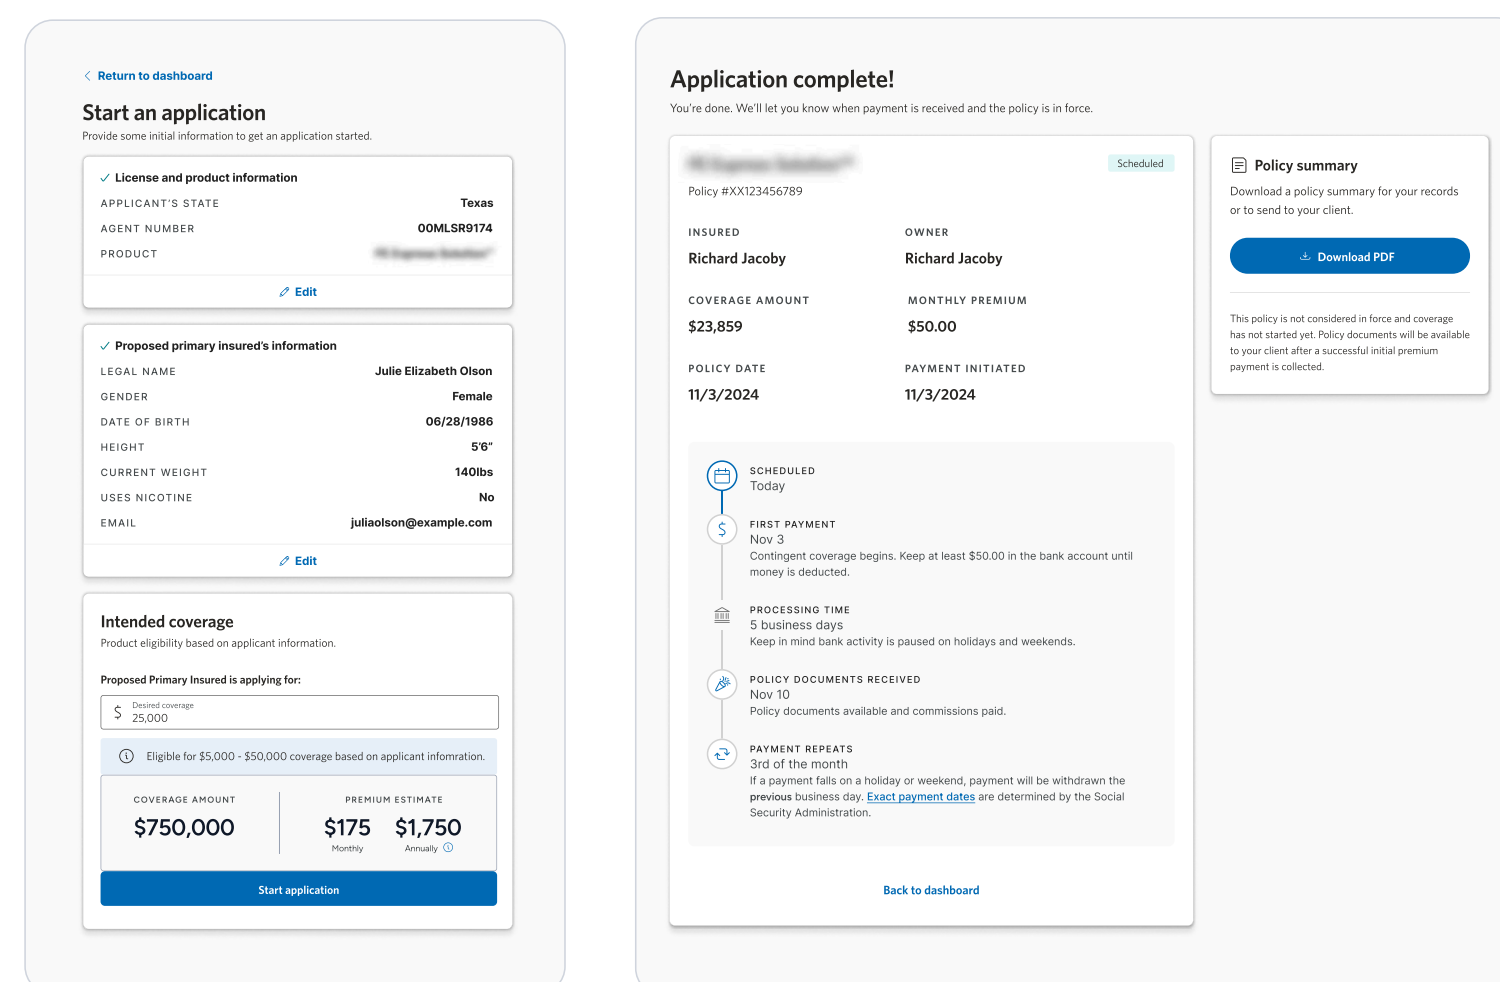 Return to dashboard
Start an application
Provide some initial information to get an application started.
License and product information
APPLICANT'S STATE Texas
AGENT NUMBER 00MLSR9174
PRODUCT
Edit
Proposed primary insured's information
LEGAL NAME Julie Elizabeth Olson
GENDER Female
DATE OF BIRTH 06/28/1986
HEIGHT 5'6"
CURRENT WEIGHT 140lbs
USES NICOTINE No
EMAIL juliaolson@example.com
Edit
Intended coverage
Product eligibility based on applicant information.
Proposed Primary Insured is applying for:
Desired coverage
$ 25,000
Eligible for $5,000 - $50,000 coverage based on applicant infomration.
COVERAGE AMOUNT PREMIUM ESTIMATE
$750,000 $175 $1,750
Monthly Annually
Start application
Application complete!
You're done. We'll let you know when payment is received and the policy is in force.
Scheduled
Policy #XX123456789
INSURED OWNER
Richard Jacoby Richard Jacoby
COVERAGE AMOUNT MONTHLY PREMIUM
$23,859 $50.00
POLICY DATE PAYMENT INITIATED
11/3/2024 11/3/2024
SCHEDULED
Today
FIRST PAYMENT
Nov 3
Contingent coverage begins. Keep at least $50.00 in the bank account until
money is deducted.
PROCESSING TIME
5 business days
Keep in mind bank activity is paused on holidays and weekends.
POLICY DOCUMENTS RECEIVED
Nov 10
Policy documents available and commissions paid.
PAYMENT REPEATS
3rd of the month
If a payment falls on a holiday or weekend, payment will be withdrawn the
previous business day. Exact payment dates are determined by the Social
Security Administration.
Back to dashboard
Policy summary
Download a policy summary for your records
or to send to your client.
Download PDF
This policy is not considered in force and coverage
has not started yet. Policy documents will be available
to your client after a successful initial premium
payment is collected.